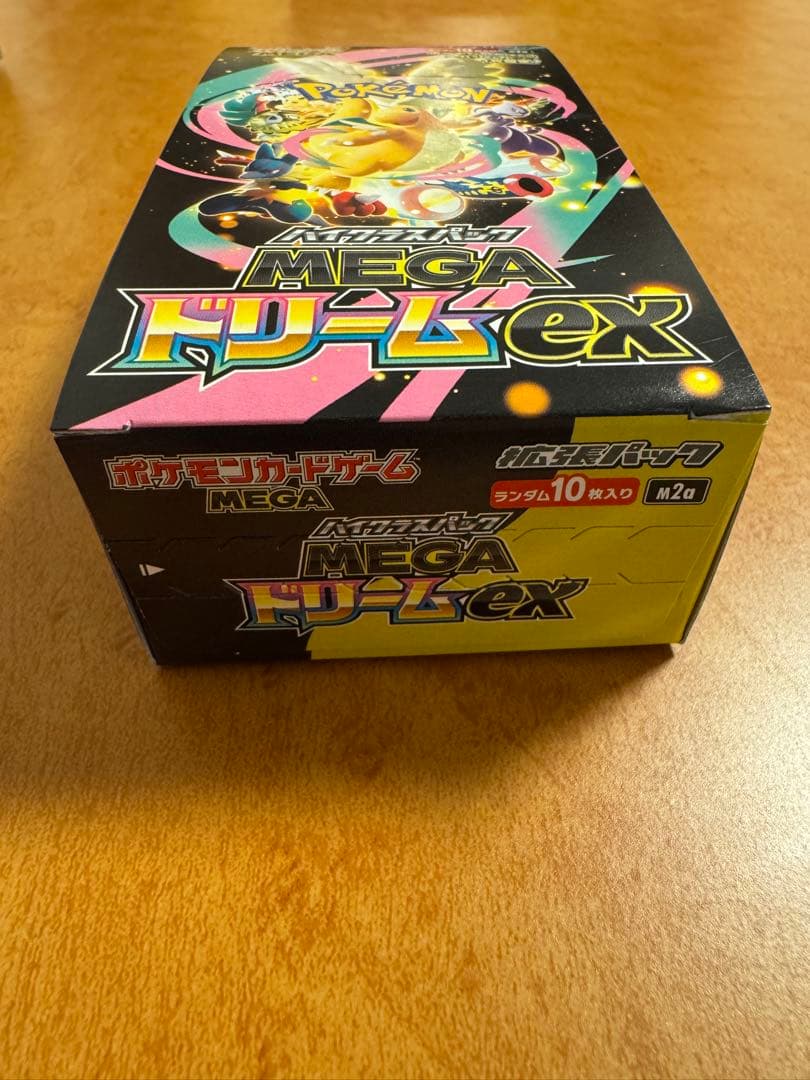 POKÉMON
ハイクラスパック
MEGA
ドリームex
ポケモンカードゲーム
MEGA
拡張パック
ランダム10枚入り
M2a
ハイクラスパック
MEGA
ドリームex